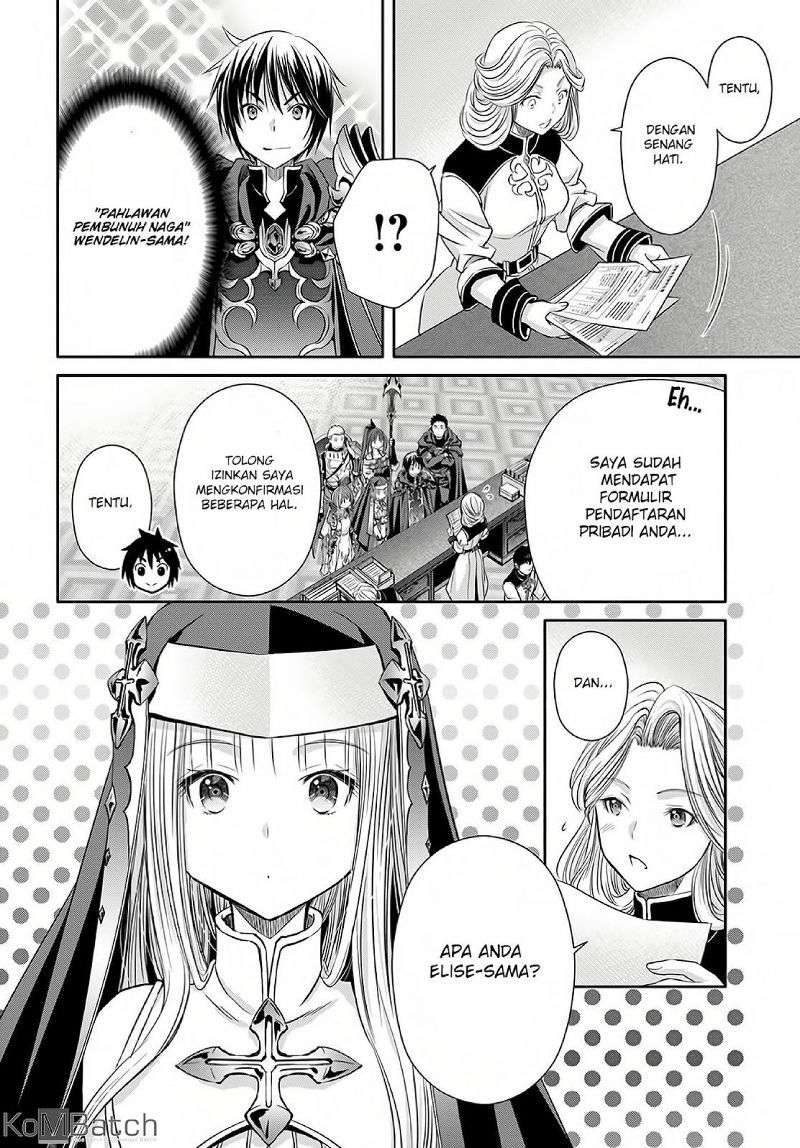 TENTU,
DENGAN
SENANG
HATI.
!?
"PAHLAWAN
PEMBUNUH NAGA"
WENDELIN-SAMA!
Eh...
SAYA SUDAH
MENDAPAT
FORMULIR
PENDAFTARAN
PRIBADI ANDA...
TOLONG
IZINKAN SAYA
MENGKONFIRMASI
BEBERAPA HAL.
TENTU.
DAN...
APA ANDA
ELISE-SAMA?
KoMBatch